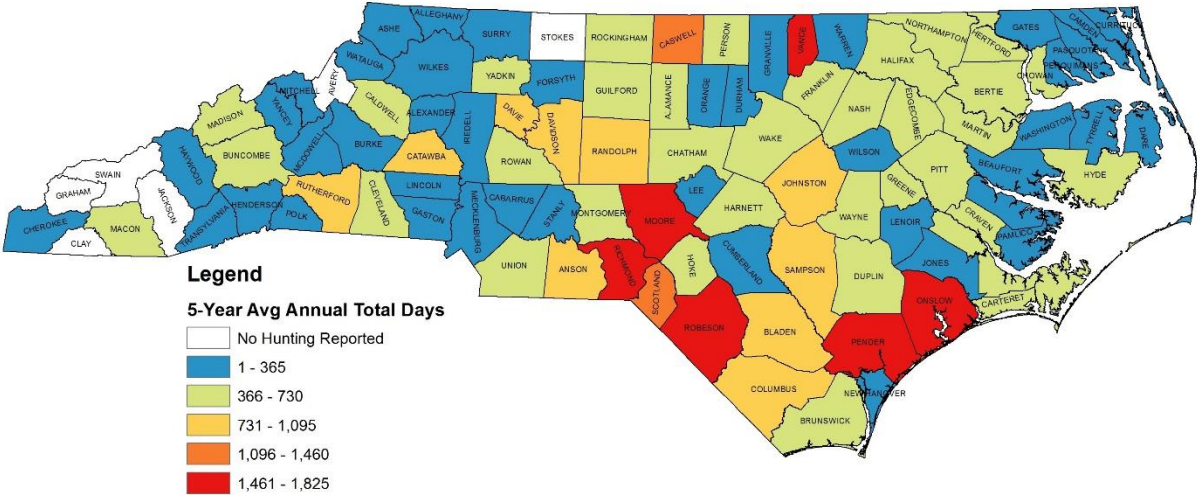 ALLEGHANY
ASHE
SURRY
STOKES
ROCKINGHAM
CASWELL
PERSON
GRANVILLE
VANCE
WARREN
NORTHAMPTON
HERTFORD
GATES
CAMDEN
CURRITUCK
PASQUOTANK
PERQUIMANS
CHOWAN
HALIFAX
BERTIE
WATAUGA
WILKES
YADKIN
FORSYTH
GUILFORD
ALAMANCE
ORANGE
DURHAM
FRANKLIN
NASH
EDGECOMBE
MARTIN
WASHINGTON
TYRRELL
DARE
AVERY
MITCHELL
YANCEY
CALDWELL
ALEXANDER
IREDELL
DAVIE
DAVIDSON
RANDOLPH
CHATHAM
WAKE
WILSON
PITT
BEAUFORT
HYDE
MADISON
BUNCOMBE
MCDOWELL
BURKE
CATAWBA
ROWAN
JOHNSTON
GREENE
HAYWOOD
SWAIN
GRAHAM
JACKSON
CHEROKEE
MACON
CLAY
TRANSYLVANIA
HENDERSON
POLK
RUTHERFORD
CLEVELAND
LINCOLN
GASTON
MECKLENBURG
CABARRUS
STANLY
MONTGOMERY
MOORE
LEE
HARNETT
WAYNE
LENOIR
CRAVEN
PAMLICO
JONES
UNION
ANSON
RICHMOND
SCOTLAND
HOKE
CUMBERLAND
SAMPSON
DUPLIN
ONSLOW
CARTERET
ROBESON
BLADEN
PENDER
COLUMBUS
NEW HANOVER
BRUNSWICK
Legend
5-Year Avg Annual Total Days
No Hunting Reported
1 - 365
366 - 730
731 - 1,095
1,096 - 1,460
1,461 - 1,825